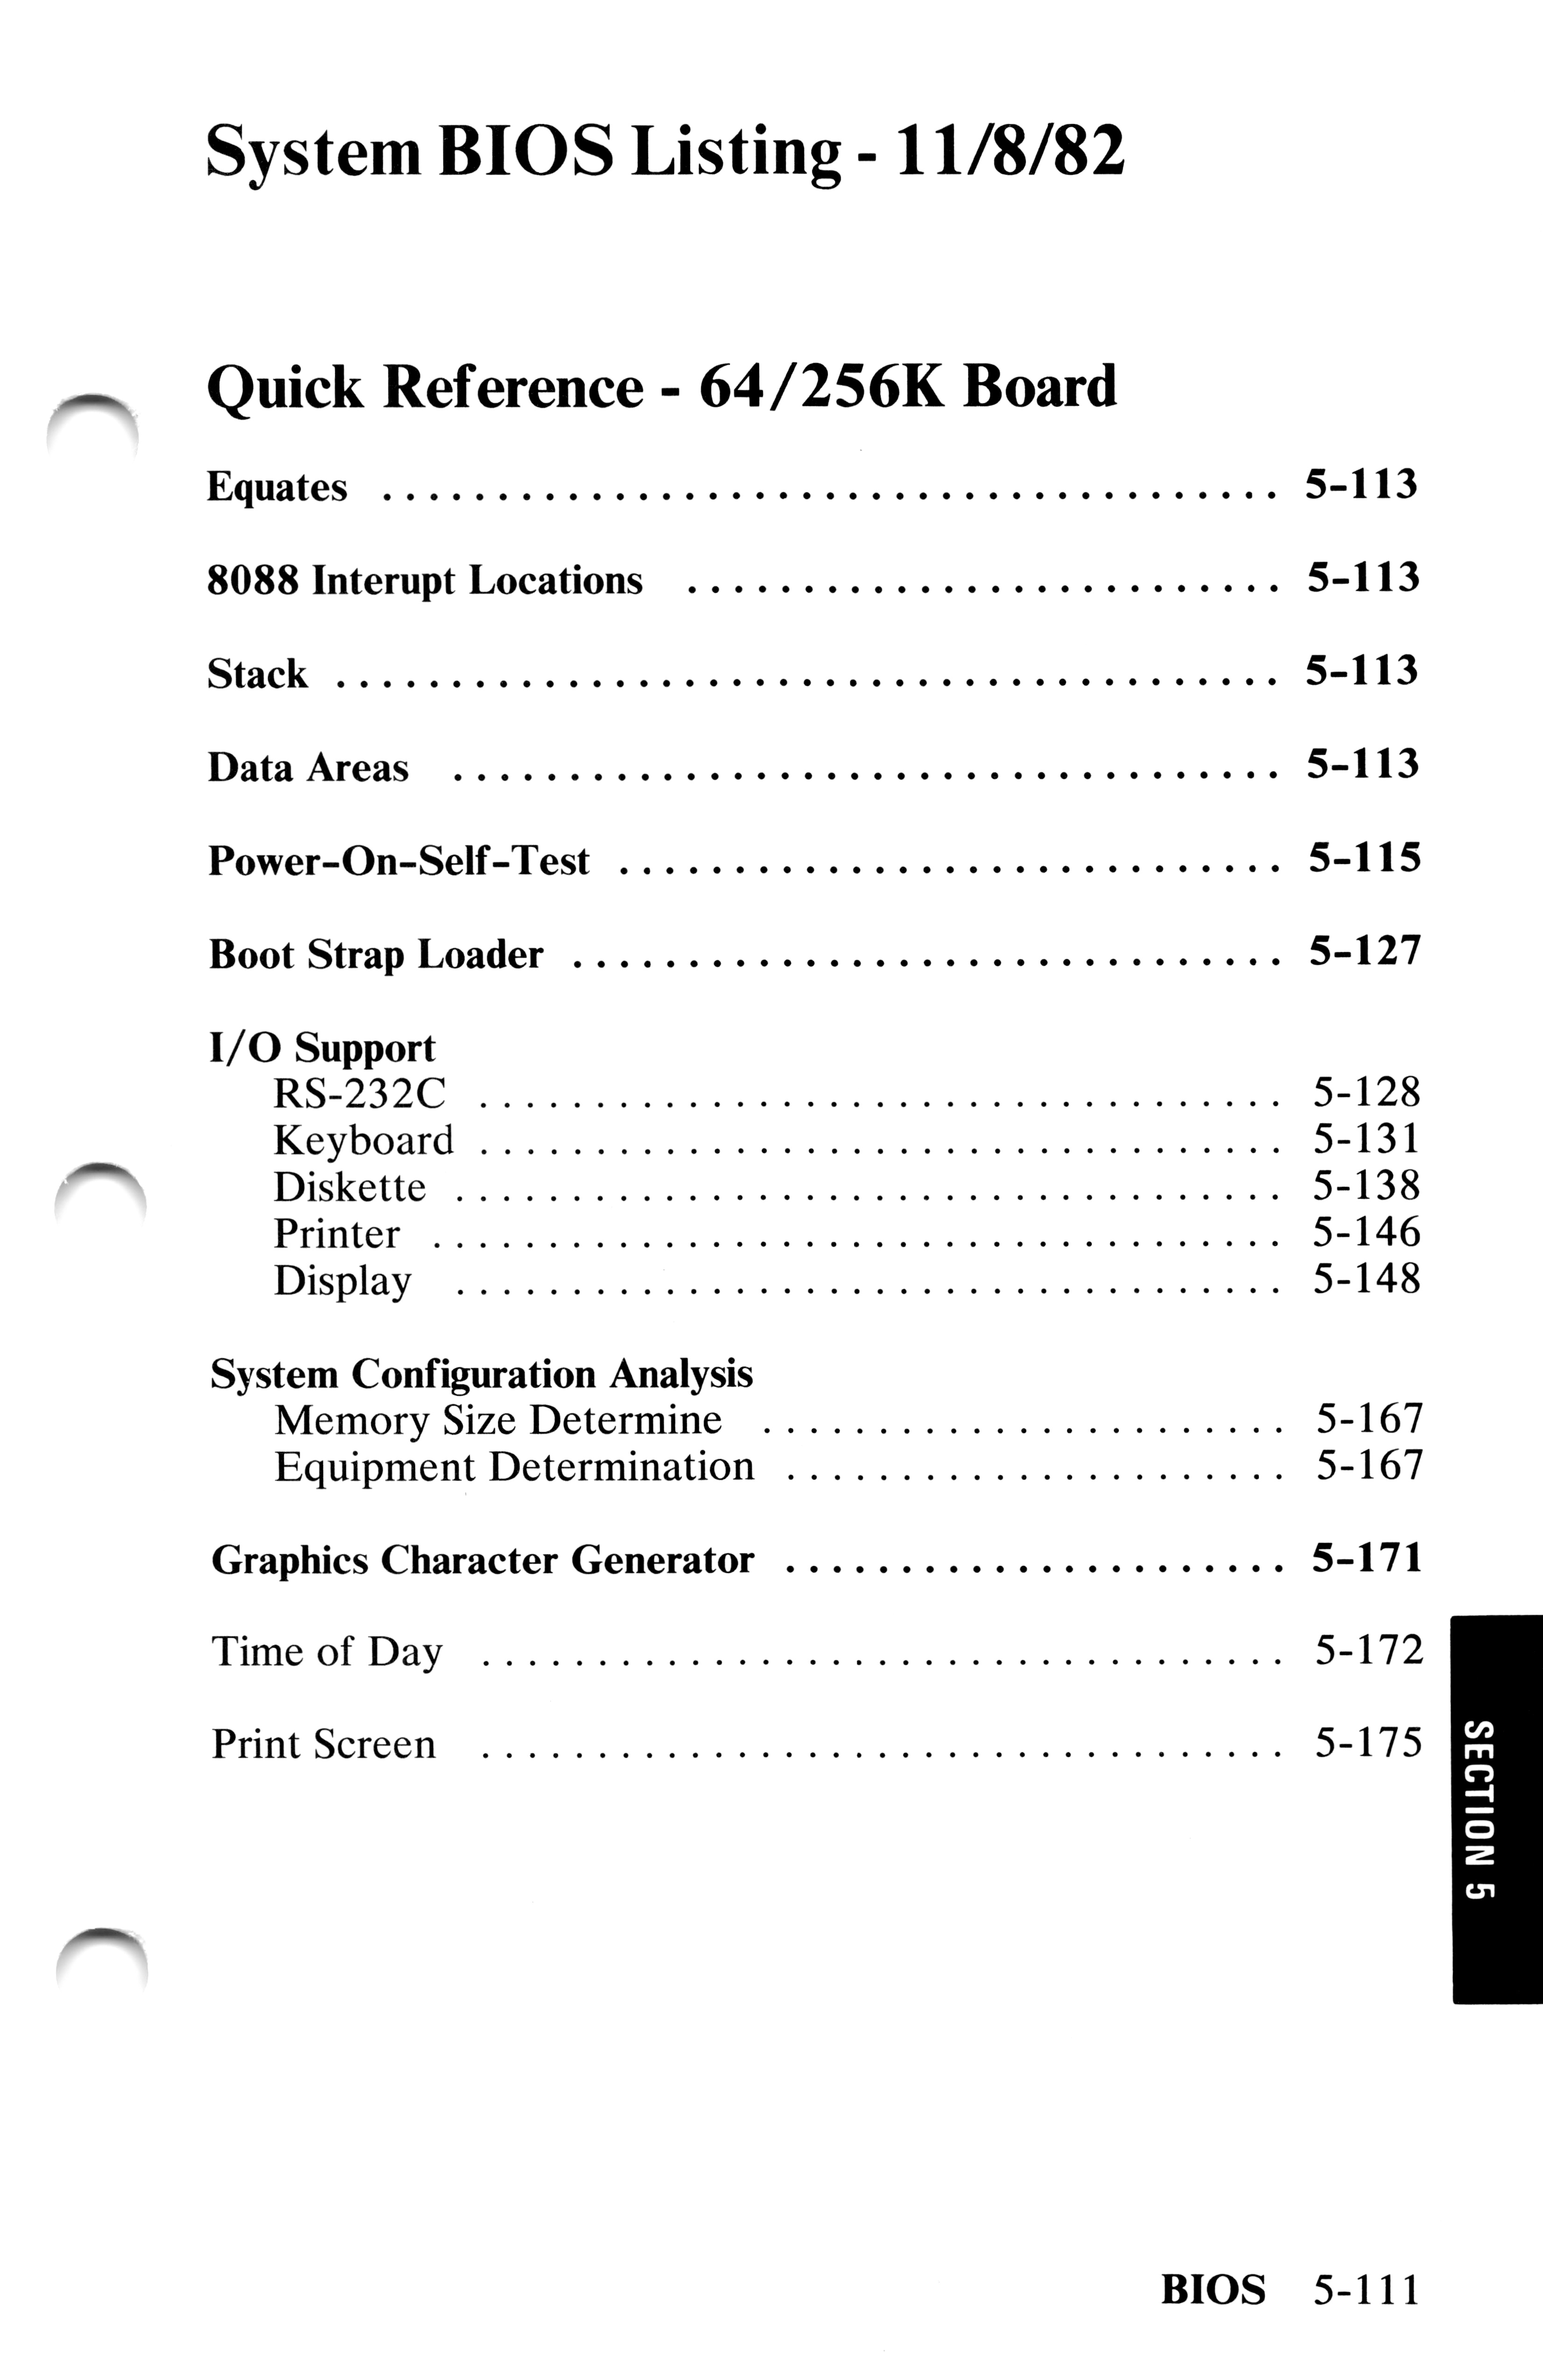 System BIOS Listing - 11/8/82
Quick Reference - 64/256K Board
Equates . . . . . . . . . . . . . . . . . . . . . . . . . . . . . . . . . . . . . . . 5-113
8088 Interupt Locations . . . . . . . . . . . . . . . . . . . . . . . . . . 5-113
Stack . . . . . . . . . . . . . . . . . . . . . . . . . . . . . . . . . . . . . . . . . 5-113
Data Areas . . . . . . . . . . . . . . . . . . . . . . . . . . . . . . . . . . . . 5-113
Power-On-Self-Test . . . . . . . . . . . . . . . . . . . . . . . . . . . . . 5-115
Boot Strap Loader . . . . . . . . . . . . . . . . . . . . . . . . . . . . . . . 5-127
I/O Support
RS-232C . . . . . . . . . . . . . . . . . . . . . . . . . . . . . . . . . . . 5-128
Keyboard . . . . . . . . . . . . . . . . . . . . . . . . . . . . . . . . . . . 5-131
Diskette . . . . . . . . . . . . . . . . . . . . . . . . . . . . . . . . . . . . 5-138
Printer . . . . . . . . . . . . . . . . . . . . . . . . . . . . . . . . . . . . . 5-146
Display . . . . . . . . . . . . . . . . . . . . . . . . . . . . . . . . . . . . 5-148
System Configuration Analysis
Memory Size Determine . . . . . . . . . . . . . . . . . . . . . . . 5-167
Equipment Determination . . . . . . . . . . . . . . . . . . . . . . 5-167
Graphics Character Generator . . . . . . . . . . . . . . . . . . . . . . 5-171
Time of Day . . . . . . . . . . . . . . . . . . . . . . . . . . . . . . . . . . . 5-172
Print Screen . . . . . . . . . . . . . . . . . . . . . . . . . . . . . . . . . . . 5-175
SECTION 5
BIOS 5-111